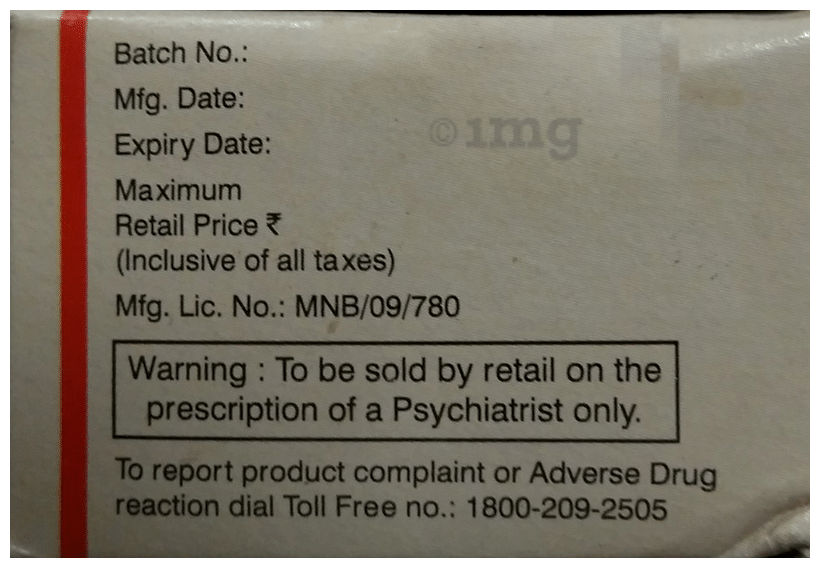 Batch No.:
Mfg. Date:
©1mg
Expiry Date:
Maximum
Retail Price ₹
(Inclusive of all taxes)
Mfg. Lic. No.: MNB/09/780
Warning : To be sold by retail on the
prescription of a Psychiatrist only.
To report product complaint or Adverse Drug
reaction dial Toll Free no.: 1800-209-2505